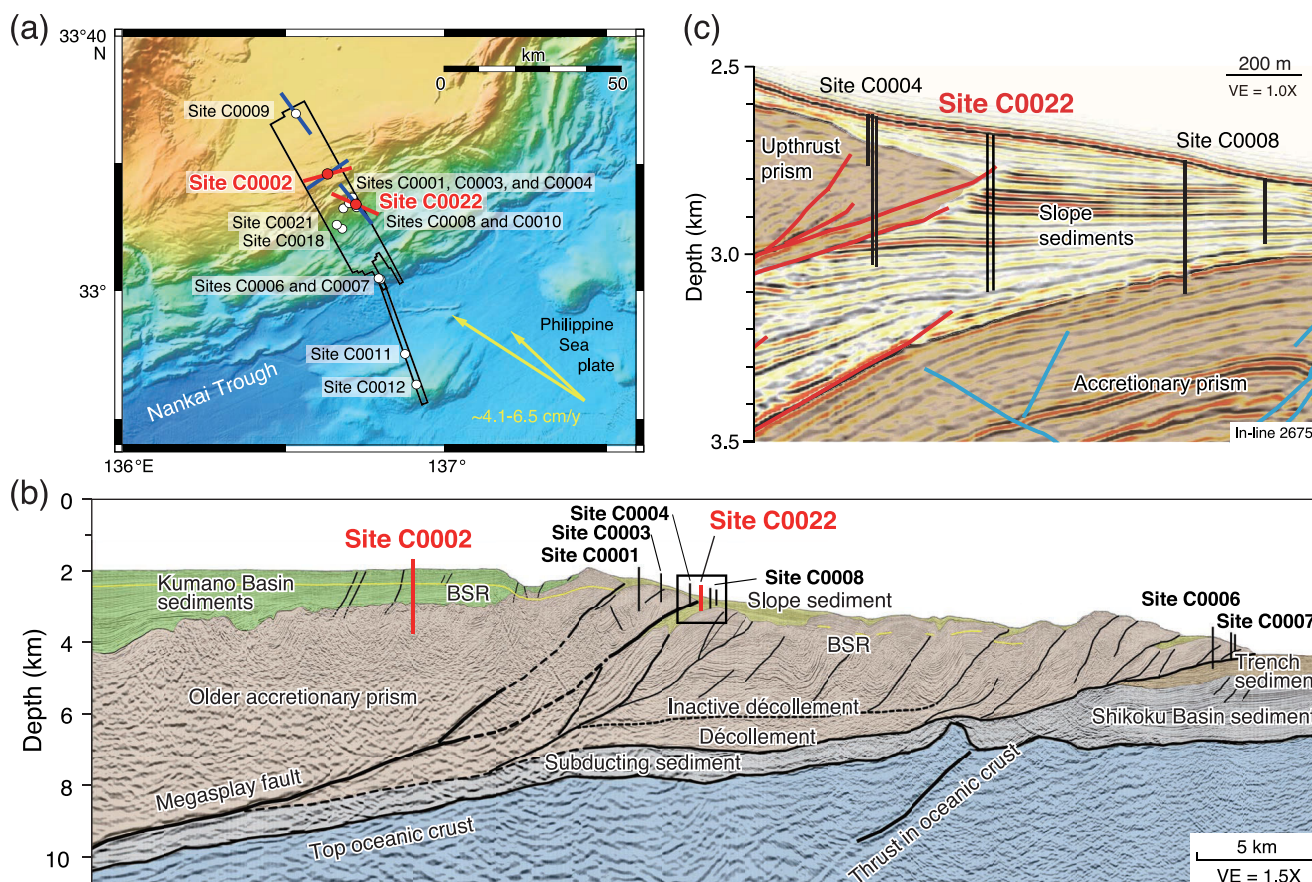 (a)
33°40'
N
km
0
50
Site C0009
Site C0002
Sites C0001, C0003, and C0004
Site C0022
Site C0021
Sites C0008 and C0010
Site C0018
33°
Sites C0006 and C0007
Philippine
Sea
plate
Site C0011
Site C0012
Nankai Trough
~4.1-6.5 cm/y
136°E
137°
(c)
2.5
200 m
VE = 1.0X
Site C0004
Site C0022
Site C0008
Upthrust
prism
Depth (km)
3.0
Slope
sediments
Accretionary prism
3.5
In-line 2675
(b)
0
Site C0004
Site C0022
Site C0002
Site C0003
Site C0001
2
Kumano Basin
sediments
BSR
Site C0008
Slope sediment
Site C0006
Site C0007
Depth (km)
4
BSR
Trench
sediment
Older accretionary prism
Inactive décollement
Shikoku Basin sediment
6
Décollement
Subducting sediment
8
Megasplay fault
Top oceanic crust
Thrust in oceanic crust
10
5 km
VE = 1.5X